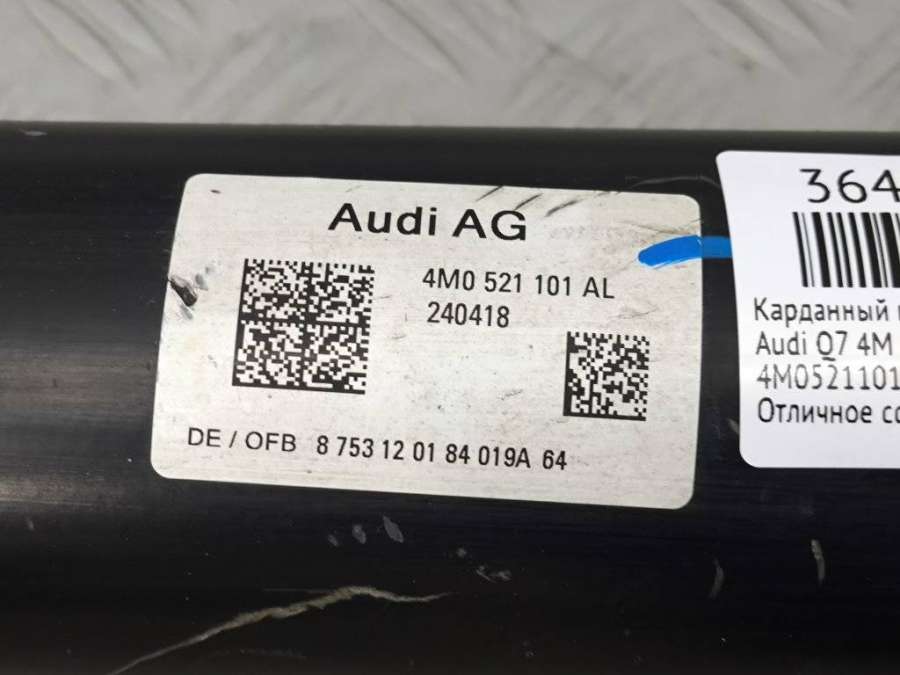 Audi AG
4M0 521 101 AL
240418
DE / OFB 8 753 12 01 84 019A 64
364
Карданный
Audi Q7 4M
4M0521101
Отличное